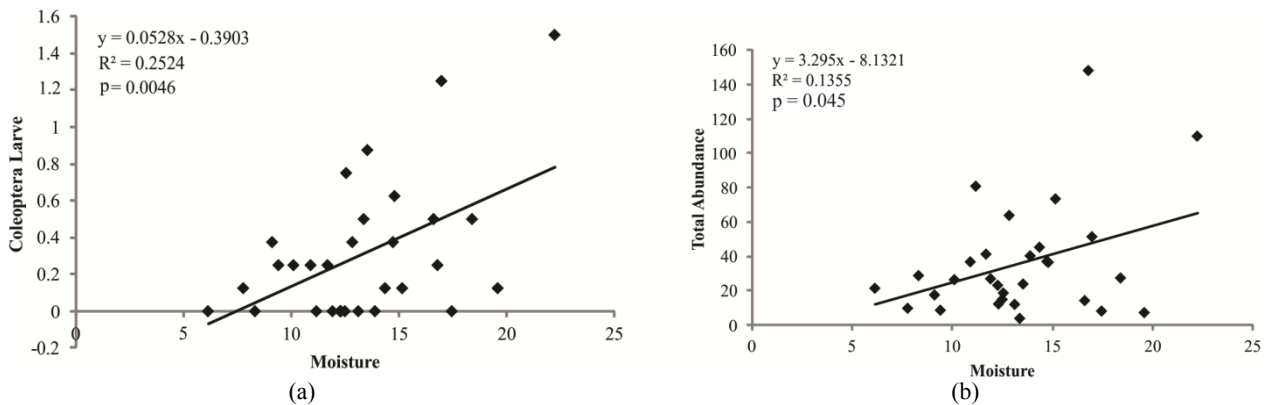 1.6
1.4
1.2
1
0.8
0.6
0.4
0.2
0
-0.2
y = 0.0528x - 0.3903
R² = 0.2524
p = 0.0046
Coleoptera Larve
0 5 10 15 20 25
Moisture
(a)
160
140
120
100
80
60
40
20
0
y = 3.295x - 8.1321
R² = 0.1355
p = 0.045
Total Abundance
0 5 10 15 20 25
Moisture
(b)